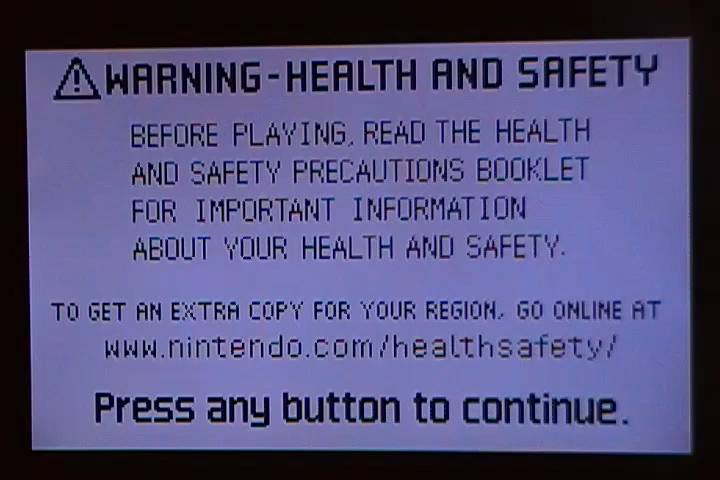 WARNING-HEALTH AND SAFETY
BEFORE PLAYING, READ THE HEALTH
AND SAFETY PRECAUTIONS BOOKLET
FOR IMPORTANT INFORMATION
ABOUT YOUR HEALTH AND SAFETY.
TO GET AN EXTRA COPY FOR YOUR REGION, GO ONLINE AT
www.nintendo.com/healthsafety/
Press any button to continue.